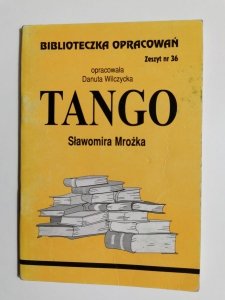 BIBLIOTECZKA OPRACOWAŃ
Zeszyt nr 36
opracowała
Danuta Wilczycka
TANGO
Sławomira Mrożka